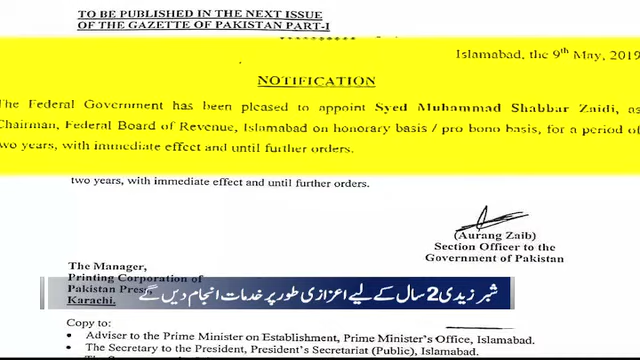 TO BE PUBLISHED IN THE NEXT ISSUE
OF THE GAZETTE OF PAKISTAN PART-I
Islamabad, the 9th May, 2019
NOTIFICATION
The Federal Government has been pleased to appoint Syed Muhammad Shabbar Zaidi, as
Chairman, Federal Board of Revenue, Islamabad on honorary basis / pro bono basis, for a period of
two years, with immediate effect and until further orders.
two years, with immediate effect and until further orders.
(Aurang Zaib)
Section Officer to the
Government of Pakistan
The Manager,
Printing Corporation of
Pakistan Press,
Karachi.
شبر زیدی 2 سال کے لیے اعزازی طور پر خدمات انجام دیں گے
Copy to:
• Adviser to the Prime Minister on Establishment, Prime Minister's Office, Islamabad.
• The Secretary to the President, President's Secretariat (Public), Islamabad.